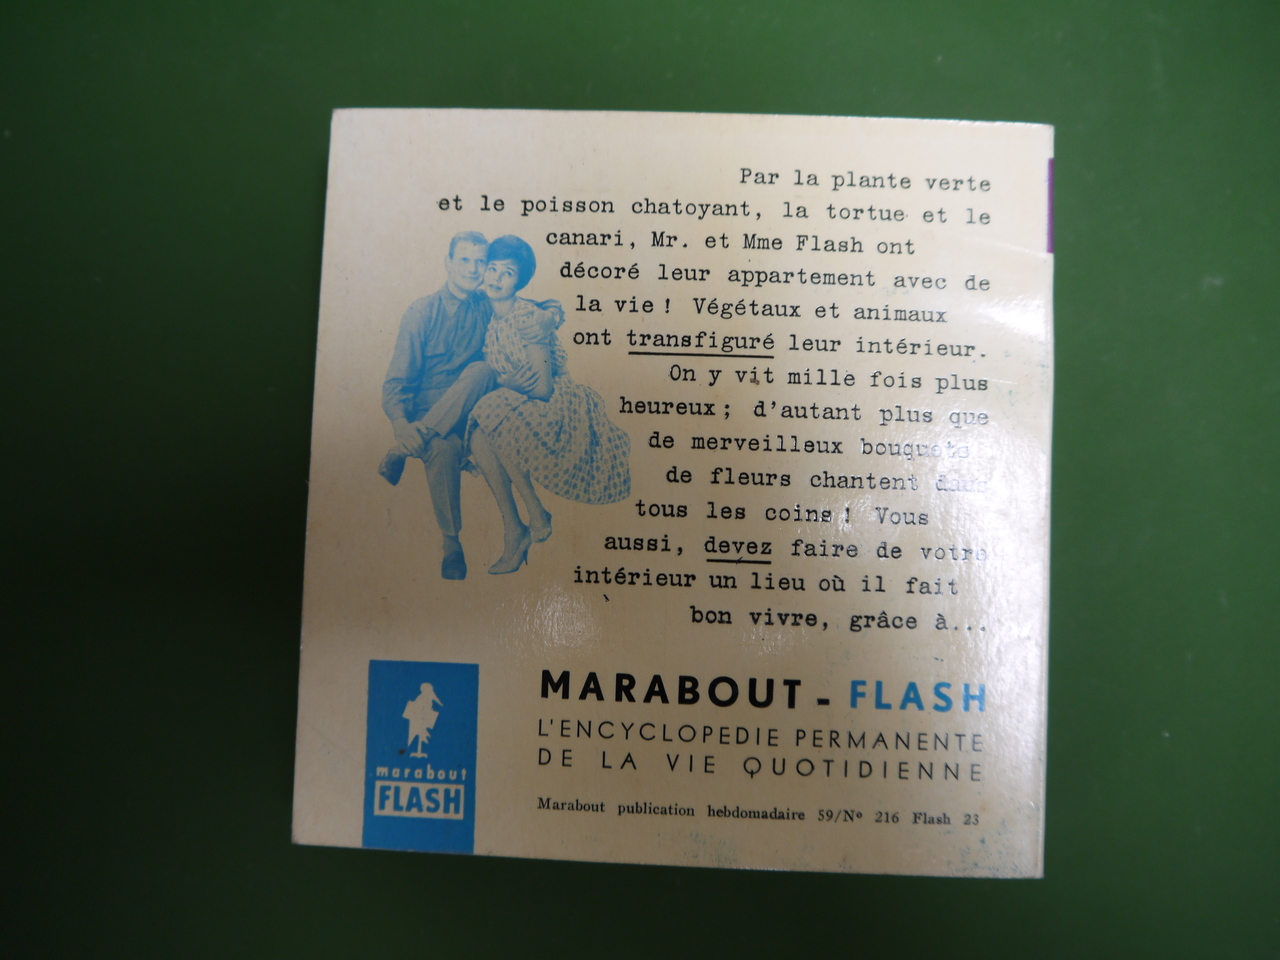 Par la plante verte
et le poisson chatoyant, la tortue et le
canari, Mr. et Mme Flash ont
décoré leur appartement avec de
la vie ! Végétaux et animaux
ont transfiguré leur intérieur.
On y vit mille fois plus
heureux ; d'autant plus que
de merveilleux bouquets
de fleurs chantent dans
tous les coins ! Vous
aussi, devez faire de votre
intérieur un lieu où il fait
bon vivre, grâce à...
MARABOUT - FLASH
L'ENCYCLOPEDIE PERMANENTE
DE LA VIE QUOTIDIENNE
marabout
FLASH
Marabout publication hebdomadaire 59/Nº 216 Flash 23